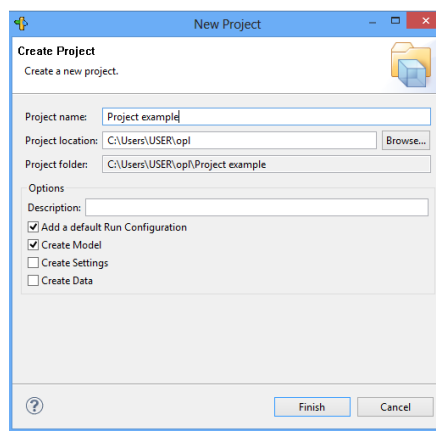 New Project
Create Project
Create a new project.
Project name: Project example
Project location: C:\Users\USER\opl Browse...
Project folder: C:\Users\USER\opl\Project example
Options
Description:
Add a default Run Configuration
Create Model
Create Settings
Create Data
? Finish Cancel